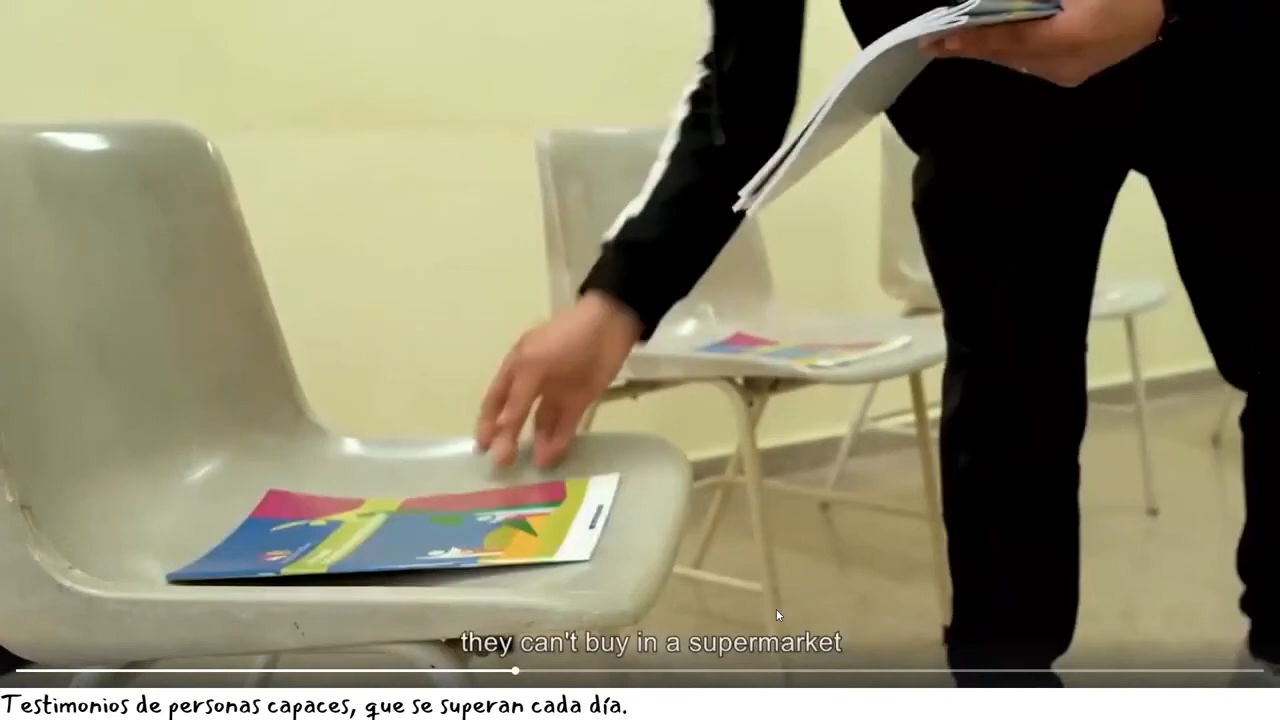 they can't buy in a supermarket
Testimonios de personas capaces, que se superan cada día.